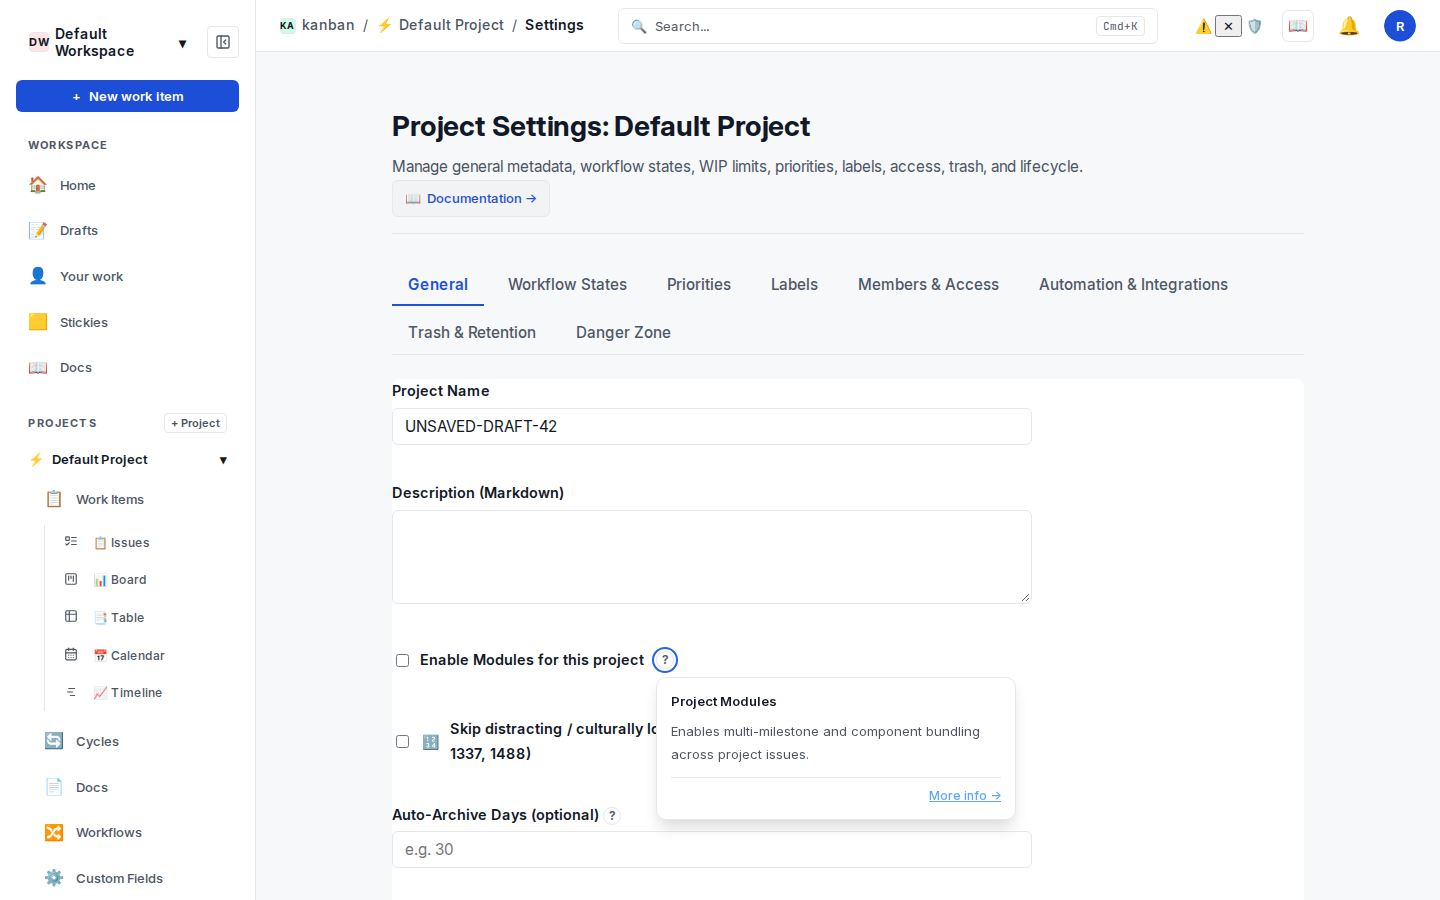 DW Default Workspace ▾
+ New work item
WORKSPACE
Home
Drafts
Your work
Stickies
Docs
PROJECTS + Project
Default Project ▾
Work Items
Issues
Board
Table
Calendar
Timeline
Cycles
Docs
Workflows
Custom Fields
KA kanban / Default Project / Settings
Search... Cmd+K
✕
R
Project Settings: Default Project
Manage general metadata, workflow states, WIP limits, priorities, labels, access, trash, and lifecycle.
Documentation →
General Workflow States Priorities Labels Members & Access Automation & Integrations
Trash & Retention Danger Zone
Project Name
UNSAVED-DRAFT-42
Description (Markdown)
Enable Modules for this project ?
Project Modules
Enables multi-milestone and component bundling
across project issues.
More info →
Skip distracting / culturally
1337, 1488)
Auto-Archive Days (optional) ?
e.g. 30